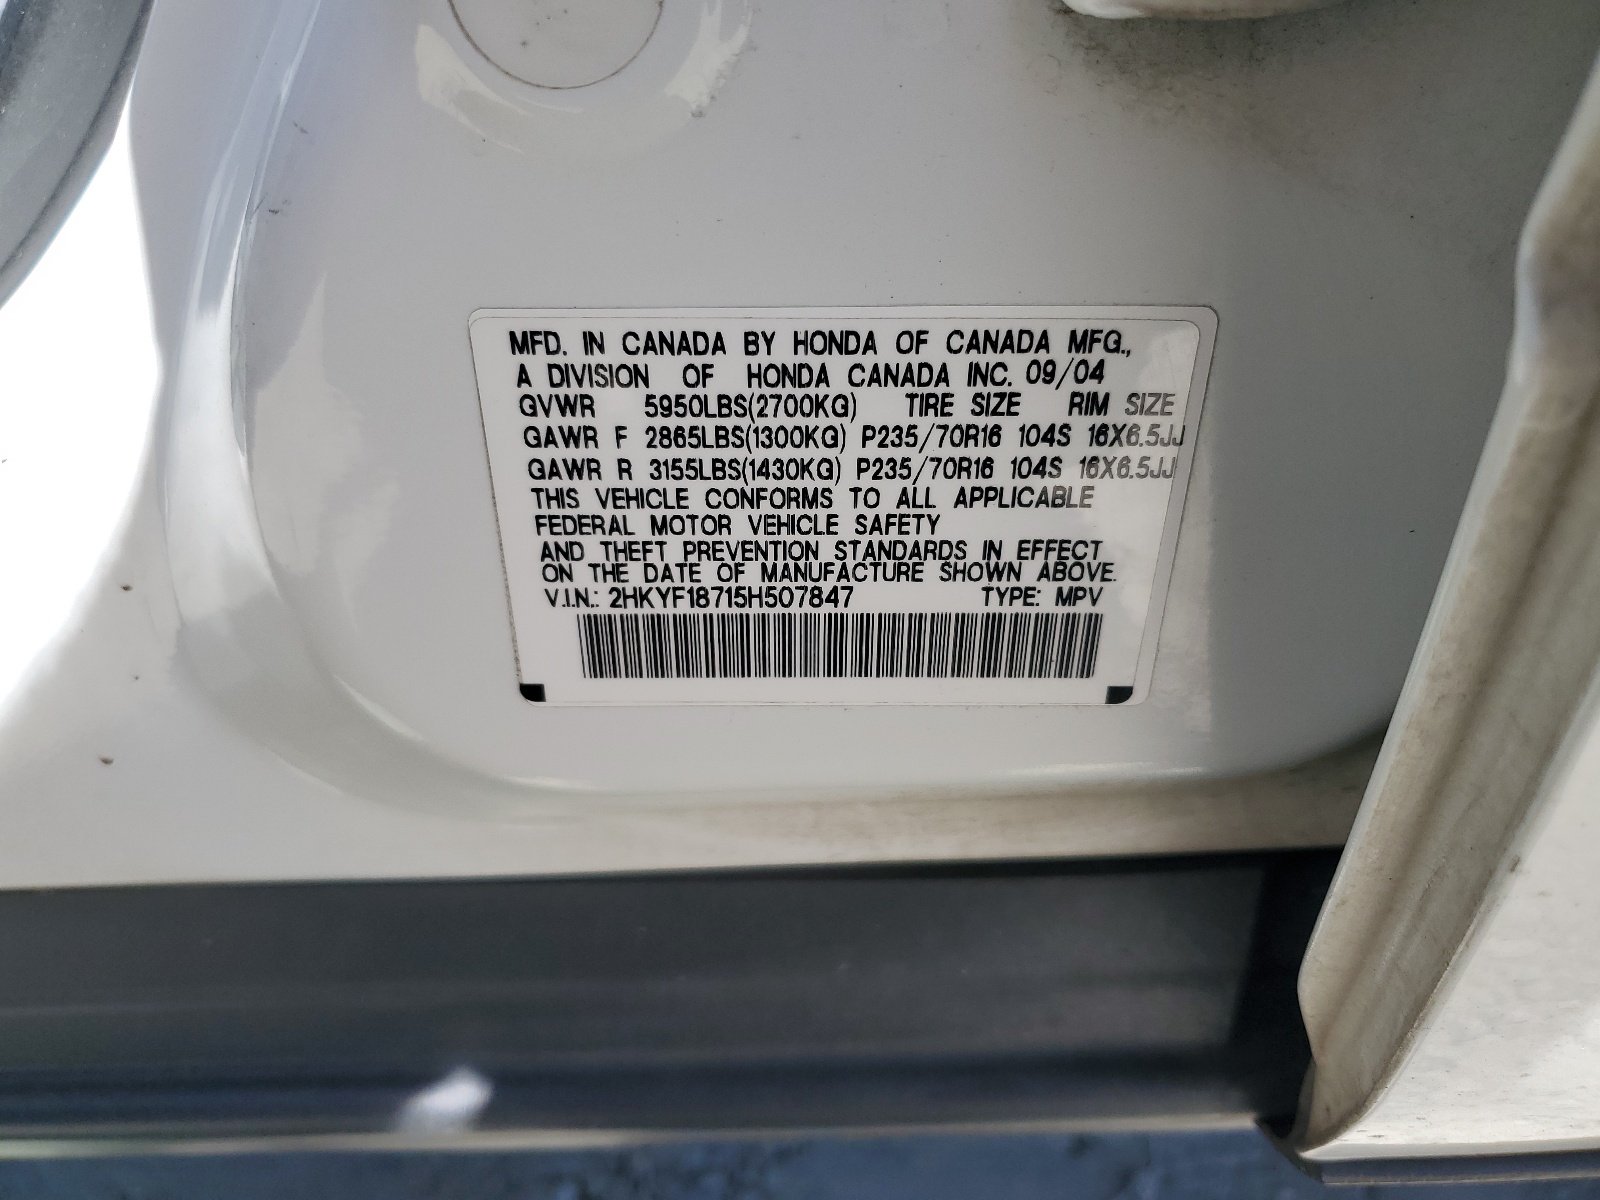 MFD. IN CANADA BY HONDA OF CANADA MFG.,
A DIVISION OF HONDA CANADA INC. 09/04
GVWR 5950LBS(2700KG) TIRE SIZE RIM SIZE
GAWR F 2865LBS(1300KG) P235/70R16 104S 16X6.5JJ
GAWR R 3155LBS(1430KG) P235/70R16 104S 16X6.5JJ
THIS VEHICLE CONFORMS TO ALL APPLICABLE
FEDERAL MOTOR VEHICLE SAFETY
AND THEFT PREVENTION STANDARDS IN EFFECT
ON THE DATE OF MANUFACTURE SHOWN ABOVE.
V.I.N.: 2HKYF18715H507847 TYPE: MPV